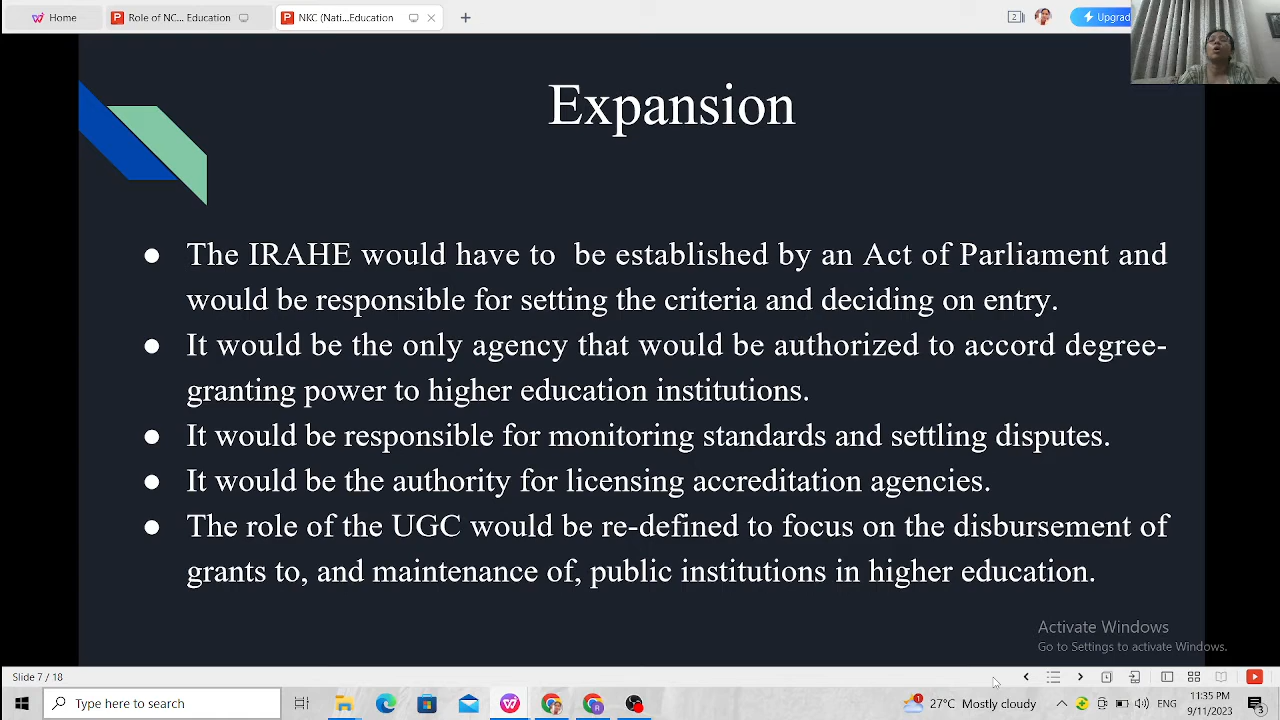 Home
Role of NC... Education
NKC (Nati...Education
2
Upgrad
Expansion
The IRAHE would have to be established by an Act of Parliament and
would be responsible for setting the criteria and deciding on entry.
It would be the only agency that would be authorized to accord degree-
granting power to higher education institutions.
It would be responsible for monitoring standards and settling disputes.
It would be the authority for licensing accreditation agencies.
The role of the UGC would be re-defined to focus on the disbursement of
grants to, and maintenance of, public institutions in higher education.
Activate Windows
Go to Settings to activate Windows.
Slide 7 / 18
Type here to search
1
27°C Mostly cloudy
11:35 PM
9/11/2023
3